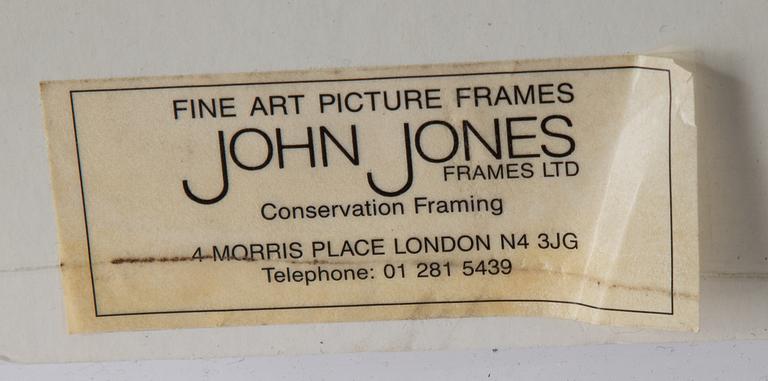 FINE ART PICTURE FRAMES
JOHN JONES
FRAMES LTD
Conservation Framing
4 MORRIS PLACE LONDON N4 3JG
Telephone: 01 281 5439